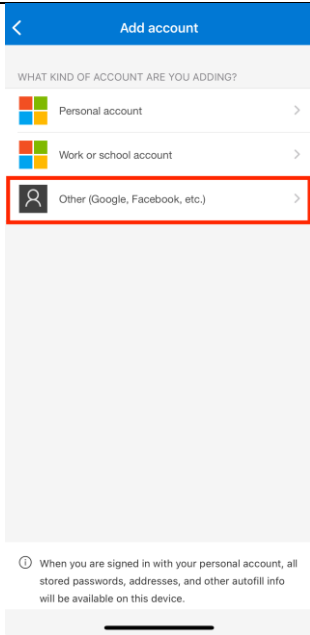 Add account
WHAT KIND OF ACCOUNT ARE YOU ADDING?
Personal account
Work or school account
Other (Google, Facebook, etc.)
When you are signed in with your personal account, all
stored passwords, addresses, and other autofill info
will be available on this device.